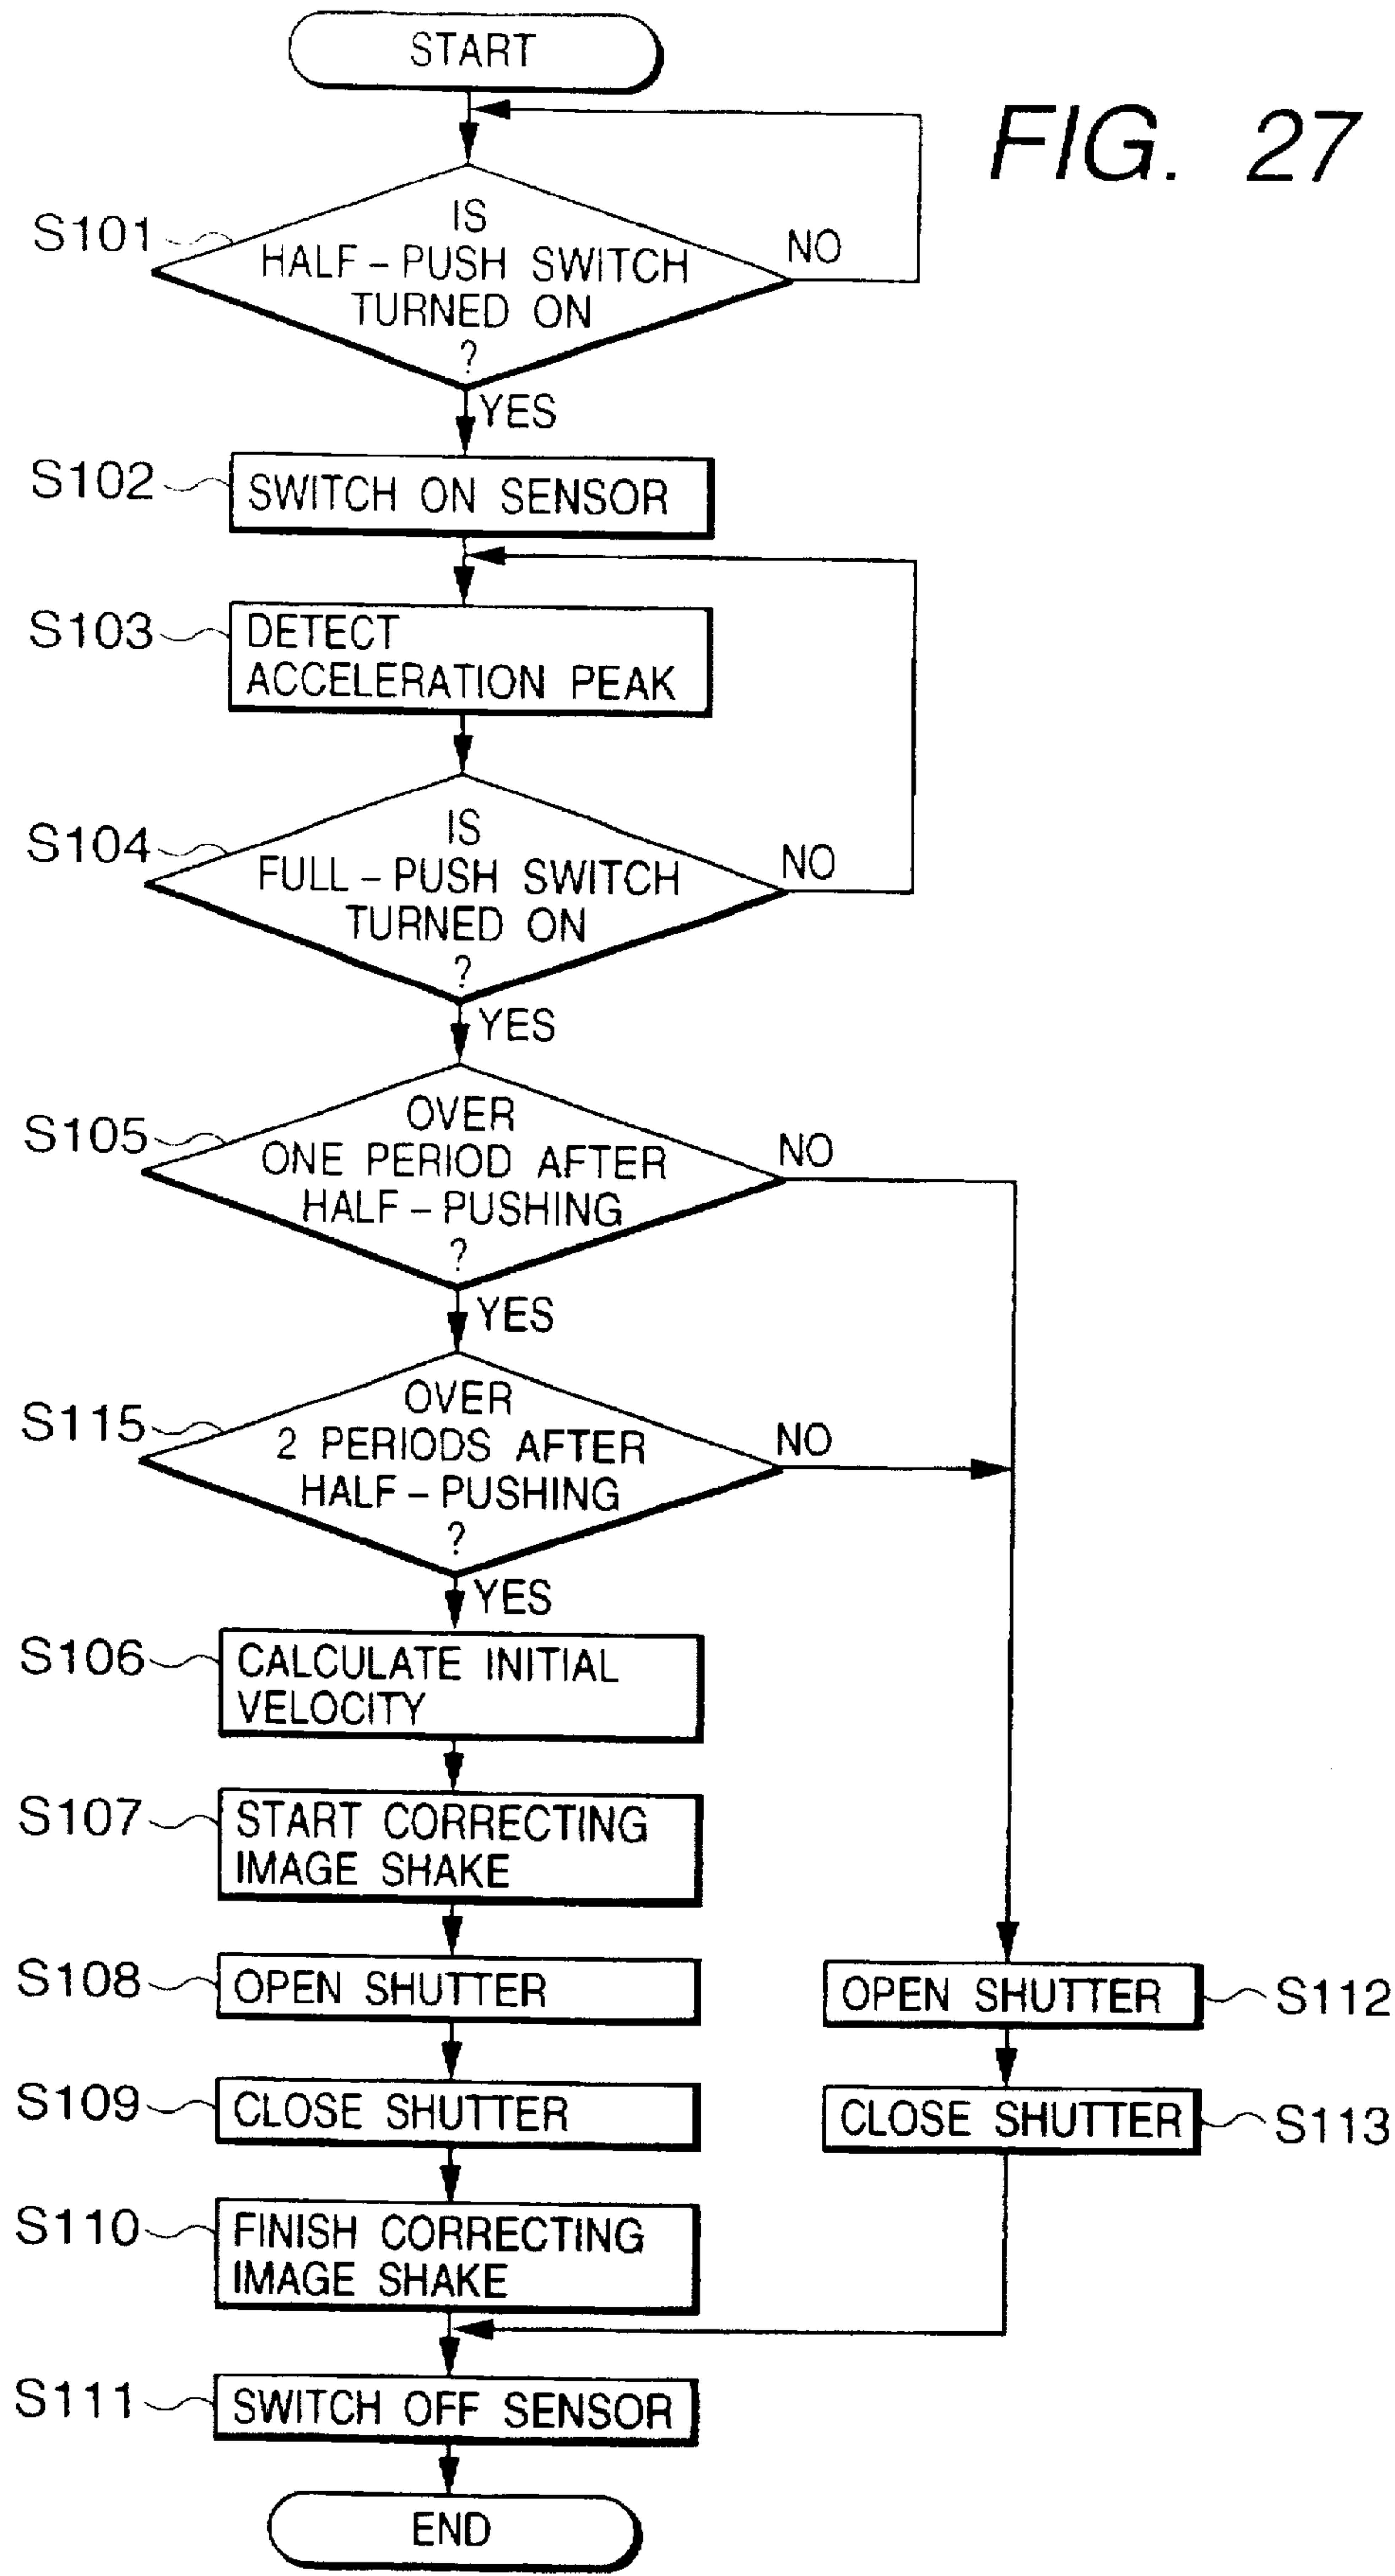 START
FIG. 27
S101
IS
HALF-PUSH SWITCH
TURNED ON
?
NO
YES
S102
SWITCH ON SENSOR
S103
DETECT
ACCELERATION PEAK
S104
IS
FULL-PUSH SWITCH
TURNED ON
?
NO
YES
S105
OVER
ONE PERIOD AFTER
HALF-PUSHING
?
NO
YES
S115
OVER
2 PERIODS AFTER
HALF-PUSHING
?
NO
YES
S106
CALCULATE INITIAL
VELOCITY
S107
START CORRECTING
IMAGE SHAKE
S108
OPEN SHUTTER
OPEN SHUTTER
S112
S109
CLOSE SHUTTER
CLOSE SHUTTER
S113
S110
FINISH CORRECTING
IMAGE SHAKE
S111
SWITCH OFF SENSOR
END